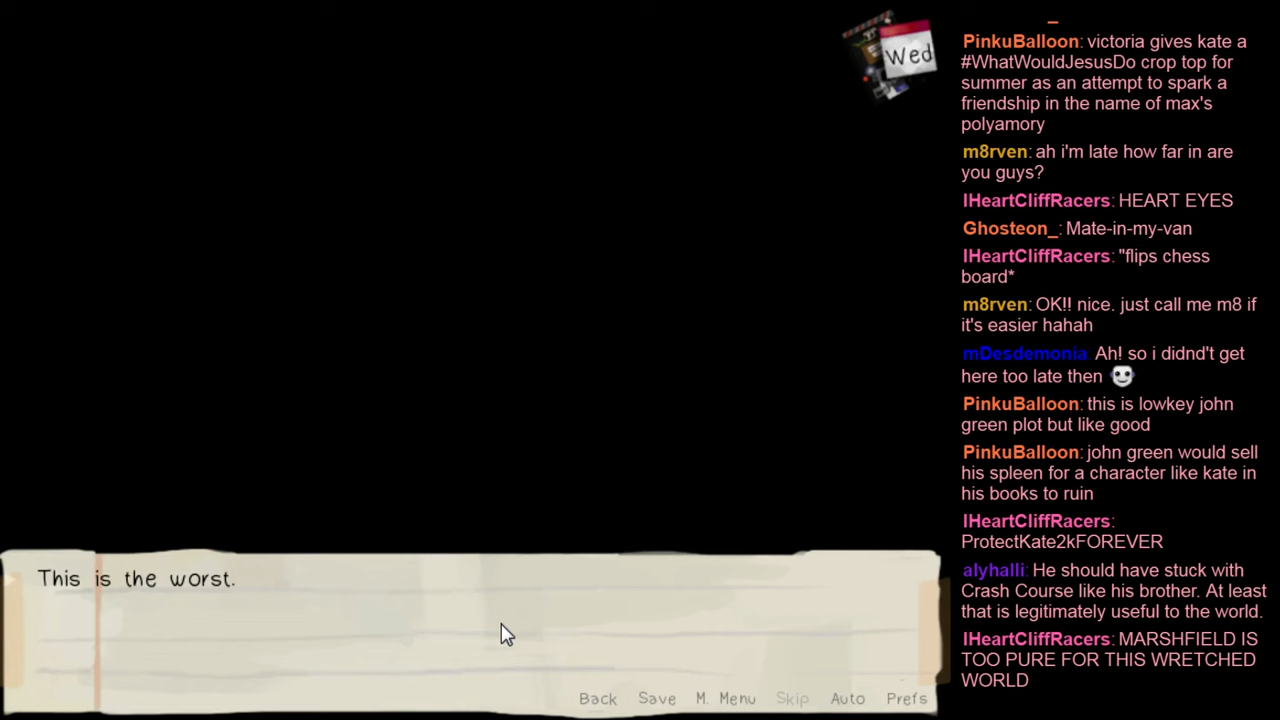 Wed
_
PinkuBalloon: victoria gives kate a
#WhatWouldJesusDo crop top for
summer as an attempt to spark a
friendship in the name of max's
polyamory
m8rven: ah i'm late how far in are
you guys?
IHeartCliffRacers: HEART EYES
Ghosteon_: Mate-in-my-van
IHeartCliffRacers: "flips chess
board*
m8rven: OK!! nice. just call me m8 if
it's easier hahah
mDesdemonia: Ah! so i didnd't get
here too late then
PinkuBalloon: this is lowkey john
green plot but like good
PinkuBalloon: john green would sell
his spleen for a character like kate in
his books to ruin
IHeartCliffRacers:
ProtectKate2kFOREVER
alyhalli: He should have stuck with
Crash Course like his brother. At least
that is legitimately useful to the world.
IHeartCliffRacers: MARSHFIELD IS
TOO PURE FOR THIS WRETCHED
WORLD
This is the worst.
Back Save M. Menu Skip Auto Prefs